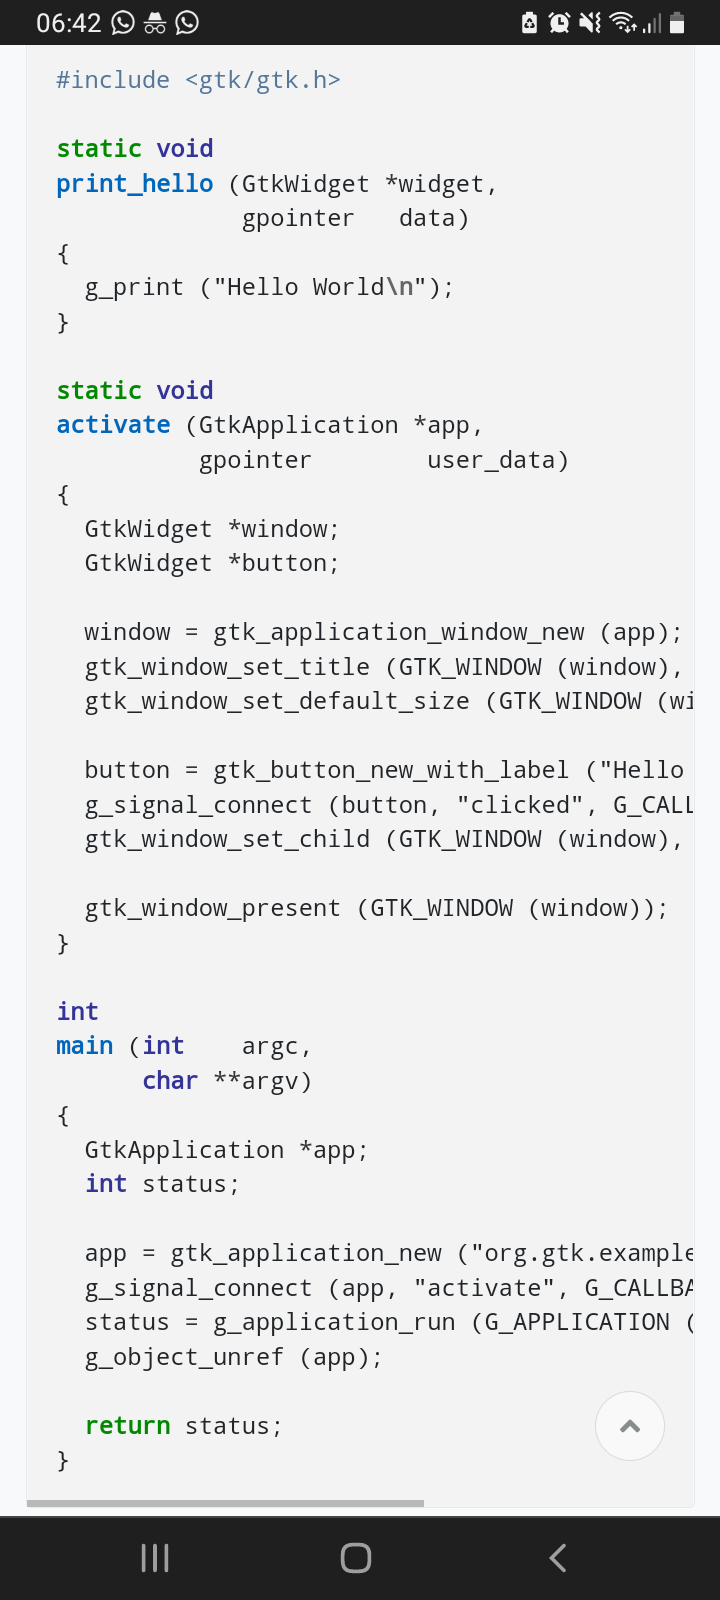 06:42
#include <gtk/gtk.h>
static void
print_hello (GtkWidget *widget,
             gpointer   data)
{
  g_print ("Hello World\n");
}
static void
activate (GtkApplication *app,
          gpointer        user_data)
{
  GtkWidget *window;
  GtkWidget *button;
  window = gtk_application_window_new (app);
  gtk_window_set_title (GTK_WINDOW (window),
  gtk_window_set_default_size (GTK_WINDOW (wi
  button = gtk_button_new_with_label ("Hello
  g_signal_connect (button, "clicked", G_CALL
  gtk_window_set_child (GTK_WINDOW (window),
  gtk_window_present (GTK_WINDOW (window));
}
int
main (int    argc,
      char **argv)
{
  GtkApplication *app;
  int status;
  app = gtk_application_new ("org.gtk.example
  g_signal_connect (app, "activate", G_CALLBA
  status = g_application_run (G_APPLICATION (
  g_object_unref (app);
  return status;
}